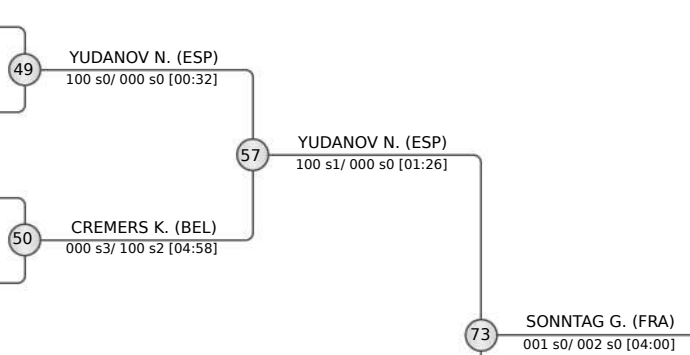 49
YUDANOV N. (ESP)
100 s0/ 000 s0 [00:32]
57
YUDANOV N. (ESP)
100 s1/ 000 s0 [01:26]
50
CREMERS K. (BEL)
000 s3/ 100 s2 [04:58]
73
SONNTAG G. (FRA)
001 s0/ 002 s0 [04:00]